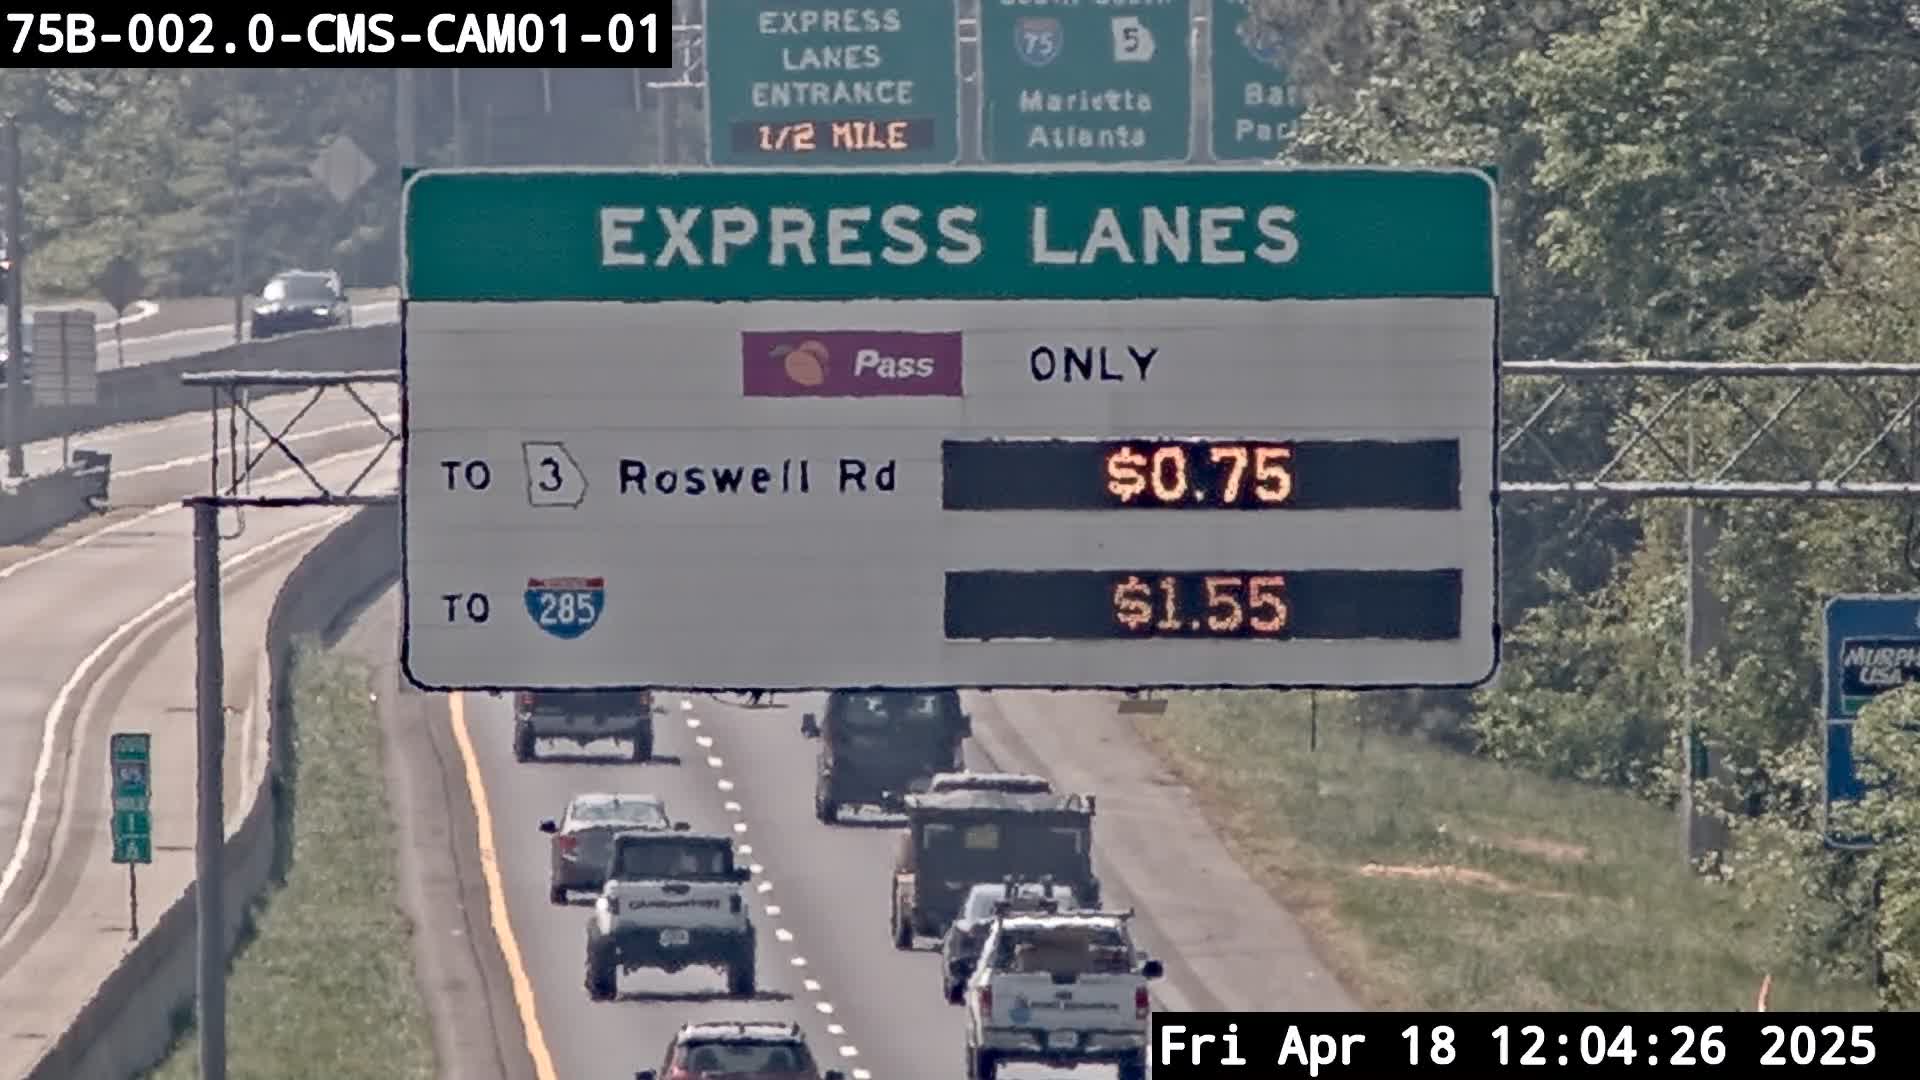 75B-002.0-CMS-CAM01-01
EXPRESS
LANES
ENTRANCE
1/2 MILE
75 5
Marietta
Atlanta
EXPRESS LANES
Pass ONLY
TO 3 Roswell Rd $0.75
TO 285 $1.55
USA
Fri Apr 18 12:04:26 2025